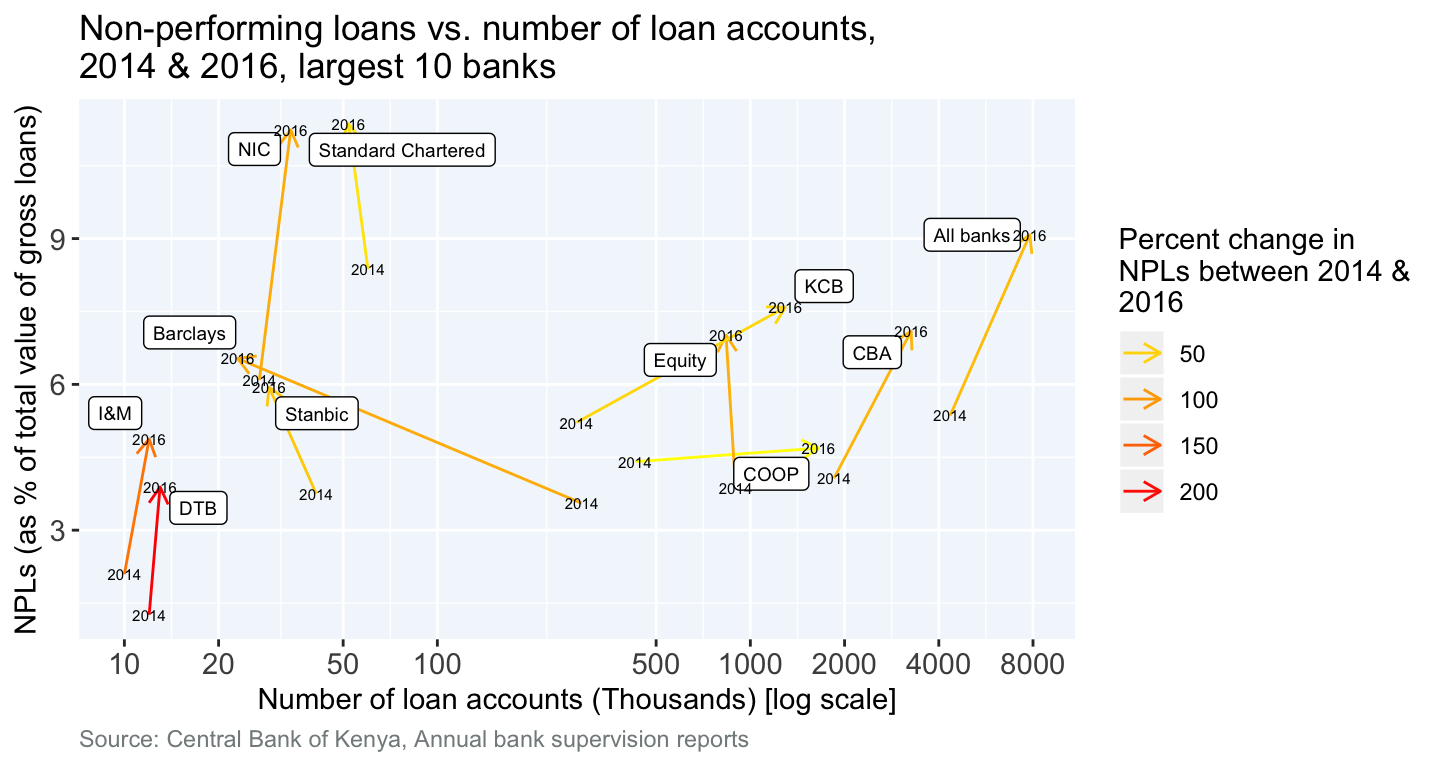 Non-performing loans vs. number of loan accounts,
2014 & 2016, largest 10 banks
NPLs (as % of total value of gross loans)
9
6
3
2016
2016
NIC
Standard Chartered
2014
All banks
2016
KCB
2016
Barclays
2016
Equity
2016
CBA
2016
2014
2016
I&M
Stanbic
2014
2014
2016
2014
2016
COOP
2014
2016
DTB
2014
2014
2014
2014
2014
2014
10
20
50
100
500
1000
2000
4000
8000
Number of loan accounts (Thousands) [log scale]
Source: Central Bank of Kenya, Annual bank supervision reports
Percent change in
NPLs between 2014 &
2016
50
100
150
200